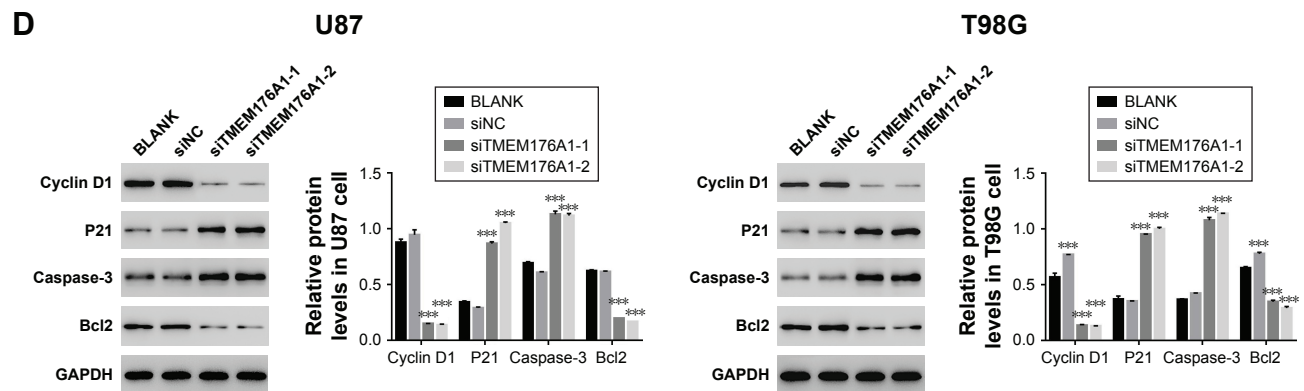 D
U87
BLANK
siNC
siTMEM176A1-1
siTMEM176A1-2
Cyclin D1
P21
Caspase-3
Bcl2
GAPDH
BLANK
siNC
siTMEM176A1-1
siTMEM176A1-2
Relative protein
levels in U87 cell
1.5
1.0
0.5
0.0
*** ***
*** ***
*** ***
*** ***
Cyclin D1 P21 Caspase-3 Bcl2
T98G
BLANK
siNC
siTMEM176A1-1
siTMEM176A1-2
Cyclin D1
P21
Caspase-3
Bcl2
GAPDH
BLANK
siNC
siTMEM176A1-1
siTMEM176A1-2
Relative protein
levels in T98G cell
1.5
1.0
0.5
0.0
*** *** ***
*** ***
*** ***
*** *** ***
Cyclin D1 P21 Caspase-3 Bcl2